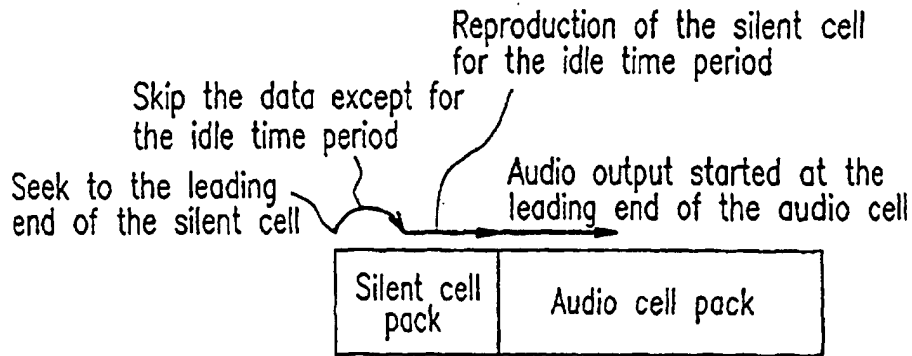 Reproduction of the silent cell
for the idle time period
Skip the data except for
the idle time period
Seek to the leading
end of the silent cell
Audio output started at the
leading end of the audio cell
Silent cell
pack
Audio cell pack